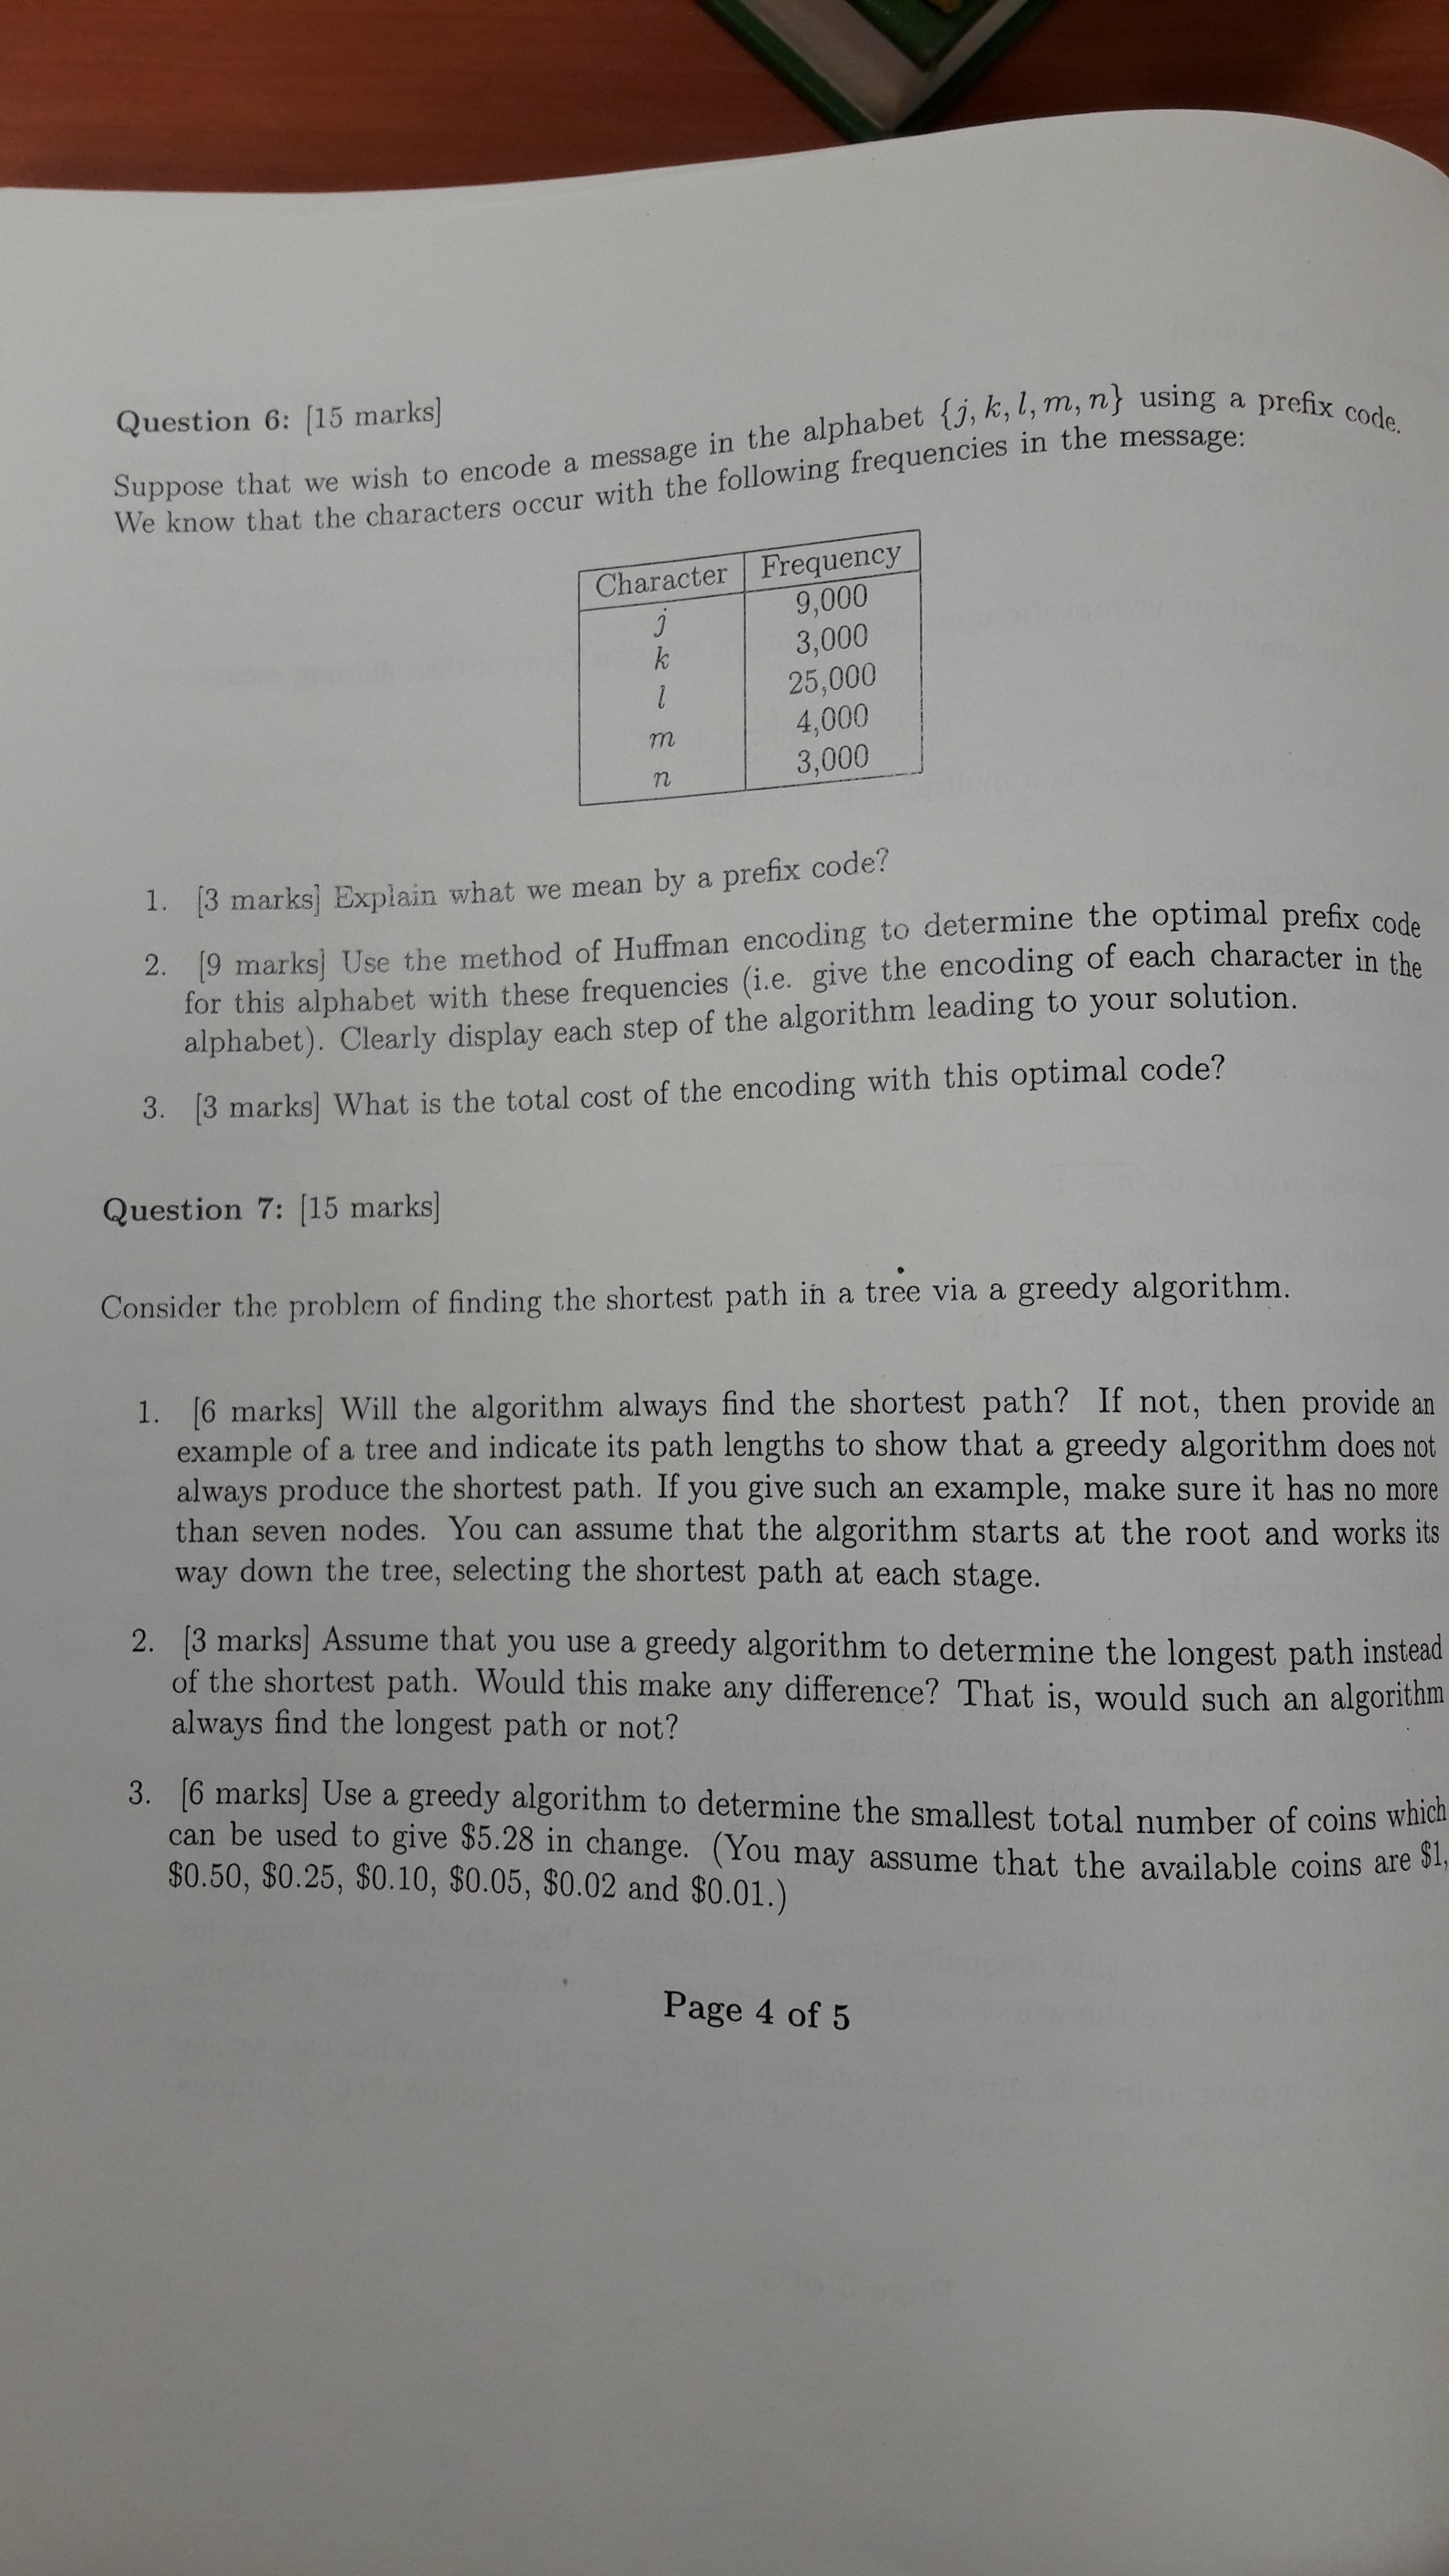 Question 6: [15 marks]
Suppose that we wish to encode a message in the alphabet {j, k, l, m, n} using a prefix code.
We know that the characters occur with the following frequencies in the message:
Character Frequency
j 9,000
k 3,000
l 25,000
m 4,000
n 3,000
1. [3 marks] Explain what we mean by a prefix code?
2. [9 marks] Use the method of Huffman encoding to determine the optimal prefix code
for this alphabet with these frequencies (i.e. give the encoding of each character in the
alphabet). Clearly display each step of the algorithm leading to your solution.
3. [3 marks] What is the total cost of the encoding with this optimal code?
Question 7: [15 marks]
Consider the problem of finding the shortest path in a tree via a greedy algorithm.
1. [6 marks] Will the algorithm always find the shortest path? If not, then provide an
example of a tree and indicate its path lengths to show that a greedy algorithm does not
always produce the shortest path. If you give such an example, make sure it has no more
than seven nodes. You can assume that the algorithm starts at the root and works its
way down the tree, selecting the shortest path at each stage.
2. [3 marks] Assume that you use a greedy algorithm to determine the longest path instead
of the shortest path. Would this make any difference? That is, would such an algorithm
always find the longest path or not?
3. [6 marks] Use a greedy algorithm to determine the smallest total number of coins which
can be used to give $5.28 in change. (You may assume that the available coins are $1,
$0.50, $0.25, $0.10, $0.05, $0.02 and $0.01.)
Page 4 of 5